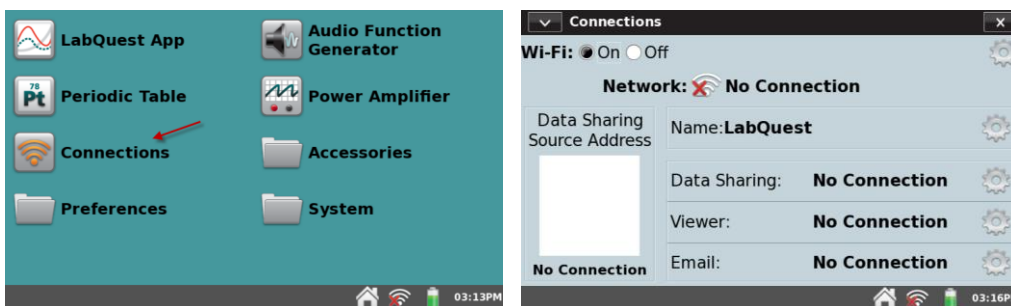 LabQuest App
Audio Function
Generator
78
Pt
Periodic Table
Power Amplifier
Connections
Accessories
Preferences
System
03:13PM
Connections
x
Wi-Fi: On Off
Network: No Connection
Data Sharing
Source Address
No Connection
Name:LabQuest
Data Sharing: No Connection
Viewer: No Connection
Email: No Connection
03:16P